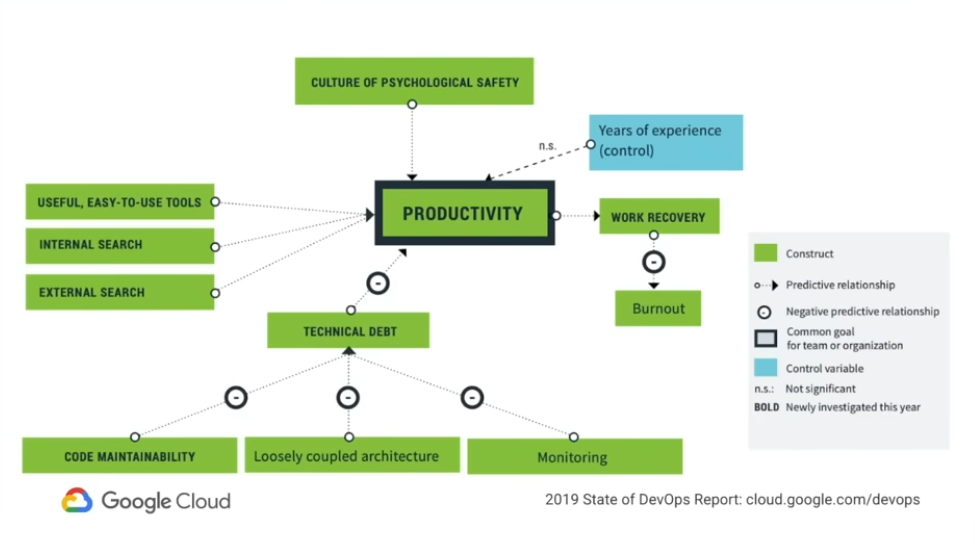 CULTURE OF PSYCHOLOGICAL SAFETY
Years of experience
(control)
n.s.
USEFUL, EASY-TO-USE TOOLS
INTERNAL SEARCH
EXTERNAL SEARCH
PRODUCTIVITY
WORK RECOVERY
Burnout
TECHNICAL DEBT
CODE MAINTAINABILITY
Loosely coupled architecture
Monitoring
Construct
Predictive relationship
Negative predictive relationship
Common goal
for team or organization
Control variable
n.s.: Not significant
BOLD Newly investigated this year
Google Cloud
2019 State of DevOps Report: cloud.google.com/devops